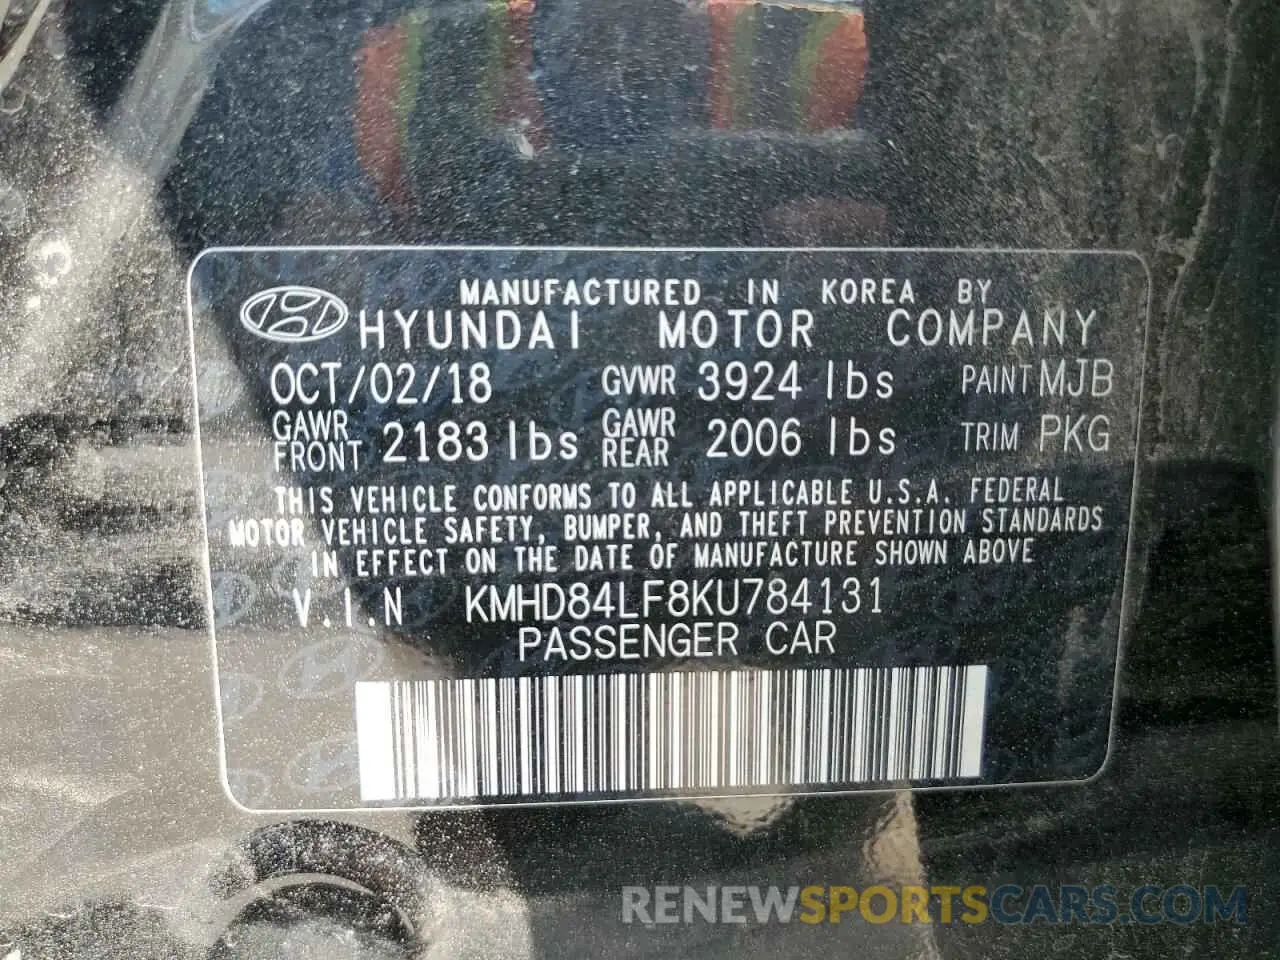 MANUFACTURED IN KOREA BY
HYUNDAI MOTOR COMPANY
OCT/02/18 GVWR 3924 lbs PAINT MJB
GAWR FRONT 2183 lbs GAWR REAR 2006 lbs TRIM PKG
THIS VEHICLE CONFORMS TO ALL APPLICABLE U.S.A. FEDERAL
MOTOR VEHICLE SAFETY, BUMPER, AND THEFT PREVENTION STANDARDS
IN EFFECT ON THE DATE OF MANUFACTURE SHOWN ABOVE
V.I.N KMHD84LF8KU784131
PASSENGER CAR
RENEWSPORTSCARS.COM